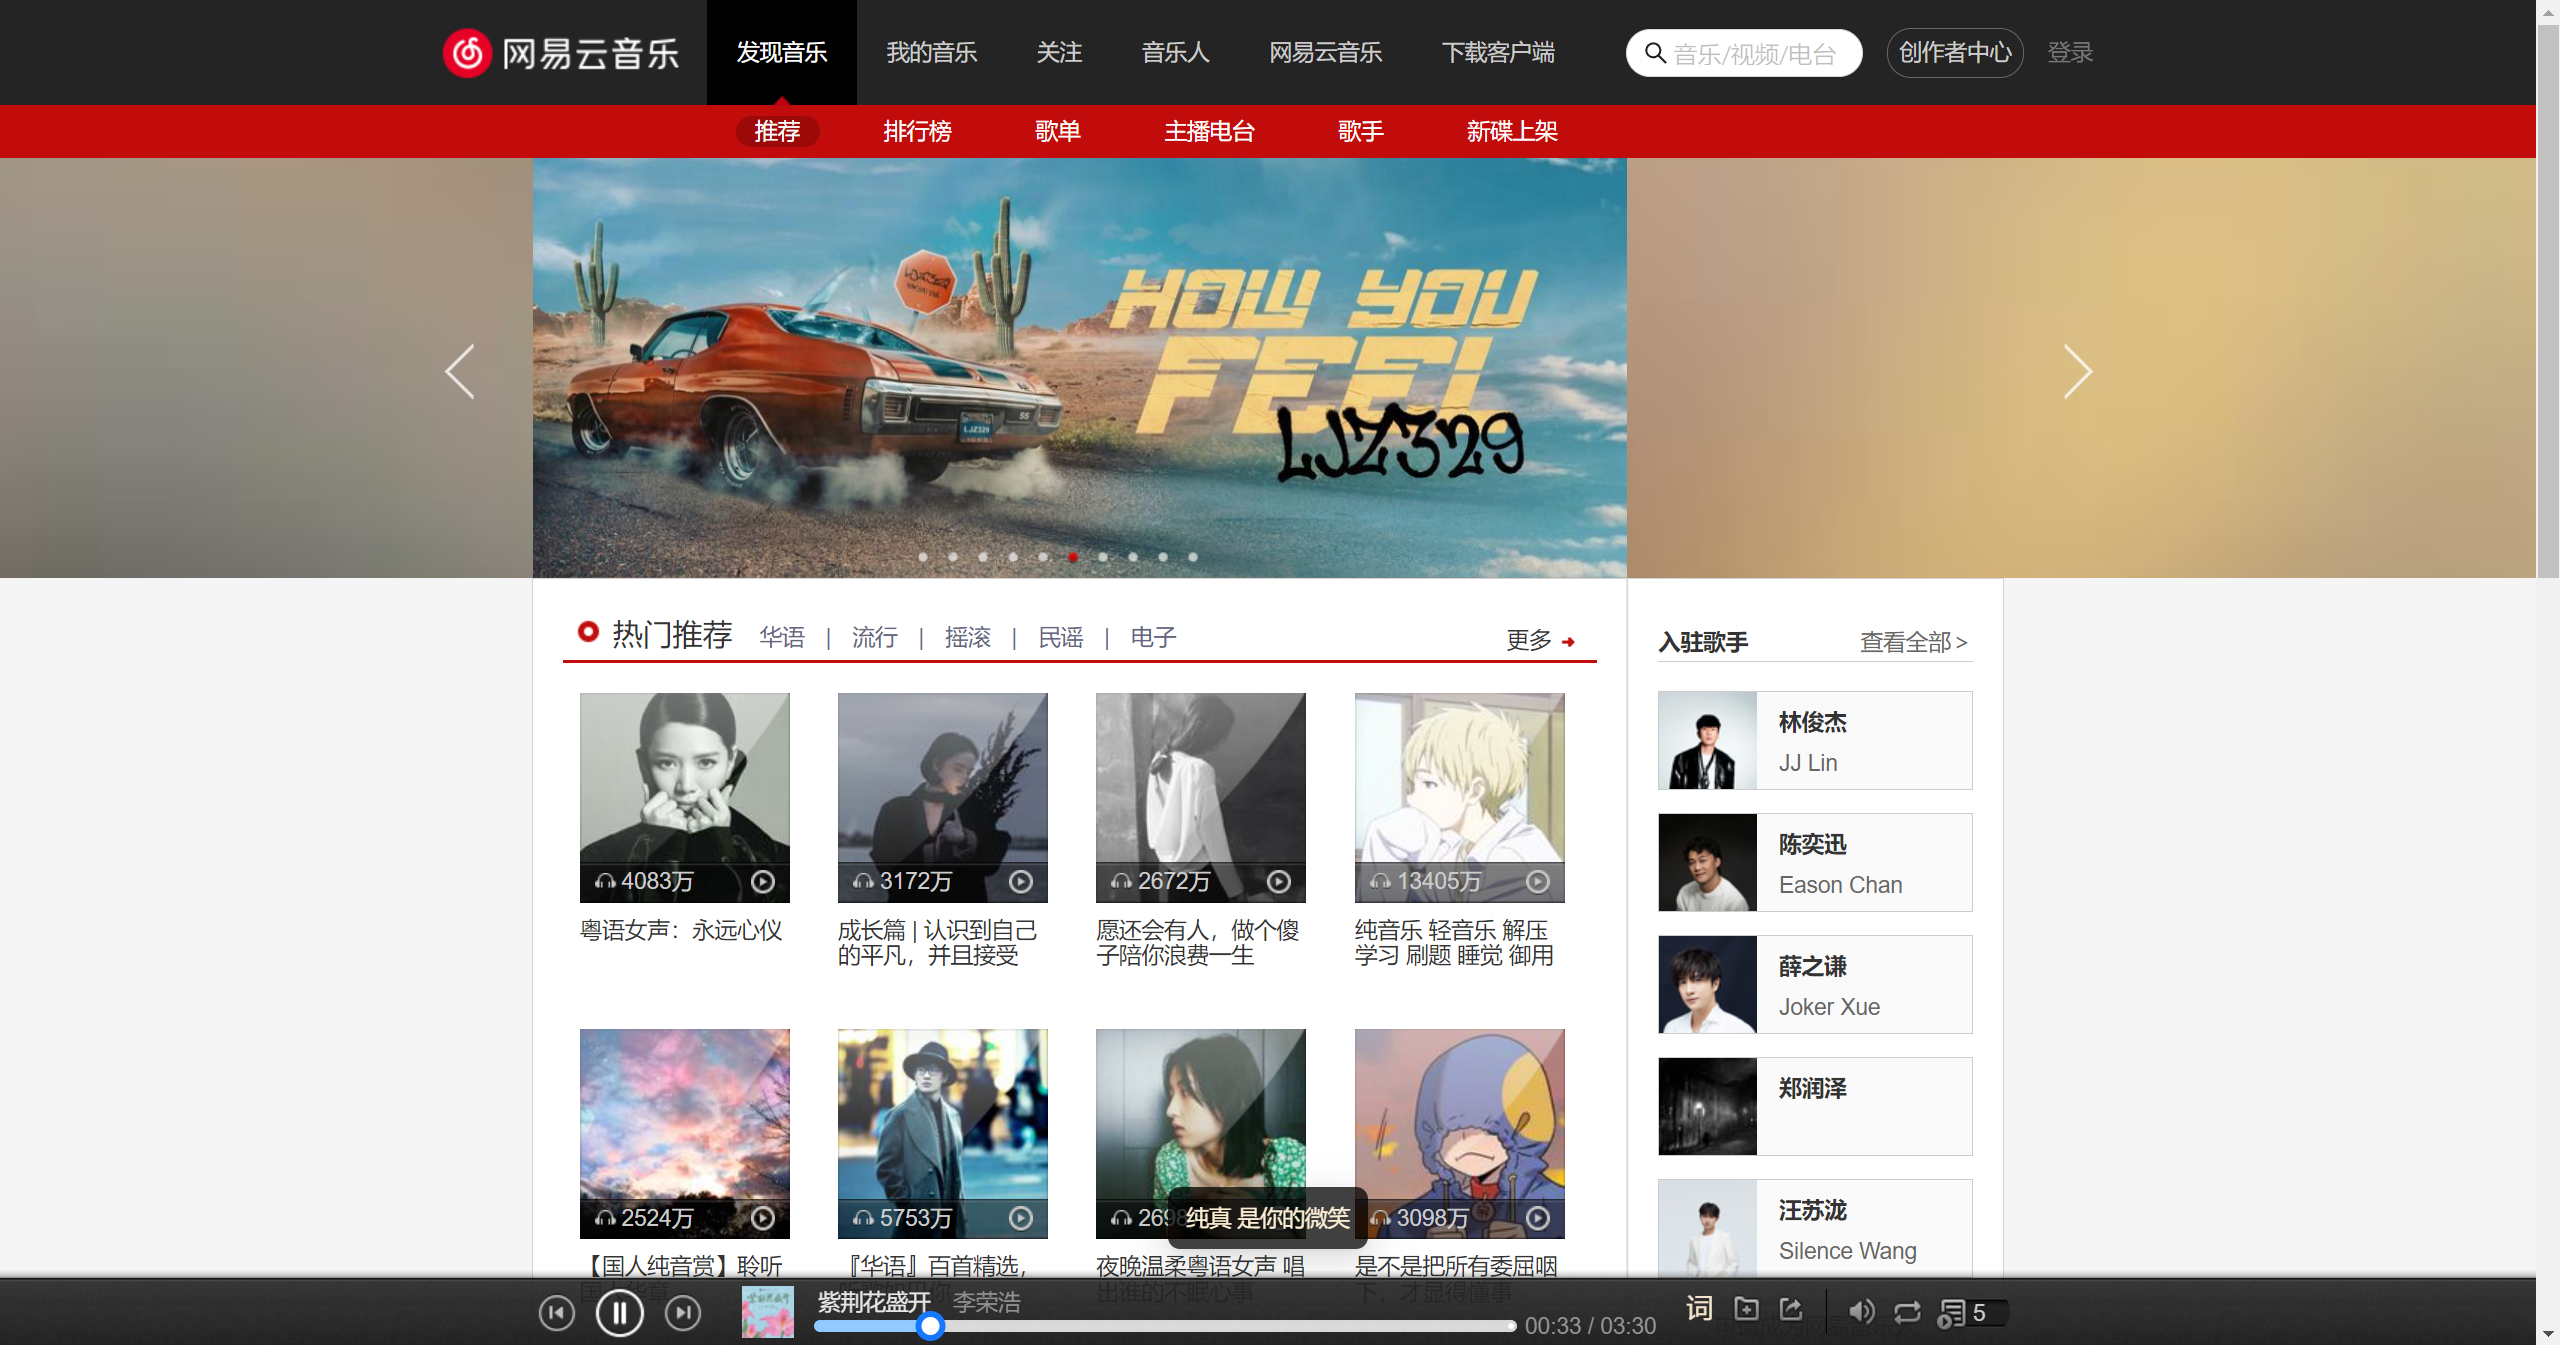 网易云音乐
发现音乐
我的音乐
关注
音乐人
网易云音乐
下载客户端
音乐/视频/电台
创作者中心
登录
推荐
排行榜
歌单
主播电台
歌手
新碟上架
HOW YOU
FEEL
LJZ329
SS
LJZ329
热门推荐
华语 | 流行 | 摇滚 | 民谣 | 电子
更多
4083万
3172万
2672万
13405万
粤语女声：永远心仪
成长篇 | 认识到自己
的平凡，并且接受
愿还会有人，做个傻
子陪你浪费一生
纯音乐 轻音乐 解压
学习 刷题 睡觉 御用
2524万
5753万
269
3098万
【国人纯音赏】聆听
『华语』百首精选，
夜晚温柔粤语女声 唱
出谁的不眠心事
是不是把所有委屈咽
下，才显得懂事
纯真 是你的微笑
入驻歌手
查看全部 >
林俊杰
JJ Lin
陈奕迅
Eason Chan
薛之谦
Joker Xue
郑润泽
汪苏泷
Silence Wang
紫荆花盛开
李荣浩
00:33 / 03:30
词
5